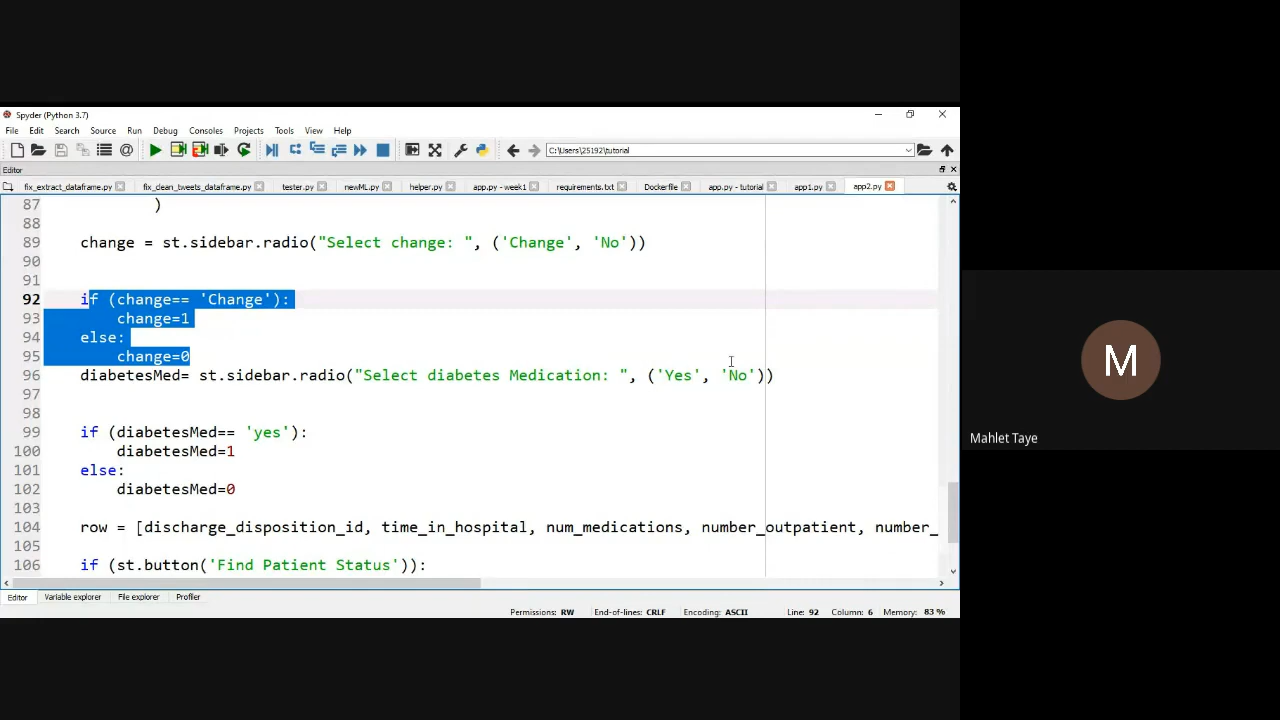 Spyder (Python 3.7)
File Edit Search Source Run Debug Consoles Projects Tools View Help
C:\Users\25192\tutorial
Editor
fix_extract_dataframe.py fix_clean_tweets_dataframe.py tester.py newML.py helper.py app.py - week1 requirements.txt Dockerfile app.py - tutorial app1.py app2.py
87 )
88
89 change = st.sidebar.radio("Select change: ", ('Change', 'No'))
90
91
92 if (change== 'Change'):
93 change=1
94 else:
95 change=0
96 diabetesMed= st.sidebar.radio("Select diabetes Medication: ", ('Yes', 'No'))
97
98
99 if (diabetesMed== 'yes'):
100 diabetesMed=1
101 else:
102 diabetesMed=0
103
104 row = [discharge_disposition_id, time_in_hospital, num_medications, number_outpatient, number_
105
106 if (st.button('Find Patient Status')):
Editor Variable explorer File explorer Profiler
Permissions: RW End-of-lines: CRLF Encoding: ASCII Line: 92 Column: 6 Memory: 83 %
M
Mahlet Taye